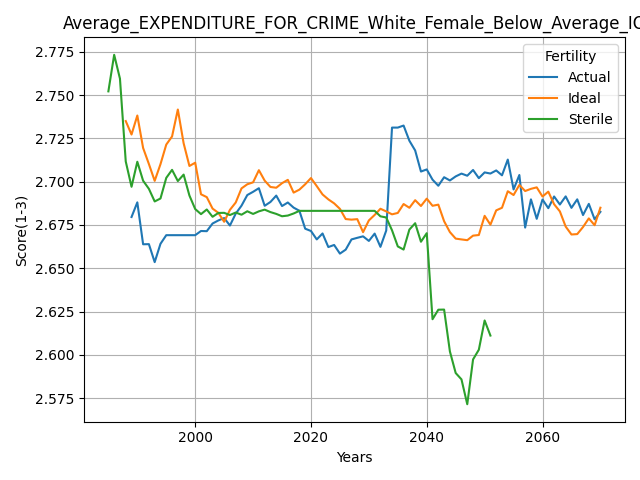 Average_EXPENDITURE_FOR_CRIME_White_Female_Below_Average_IQ
Fertility
Actual
Ideal
Sterile
Score(1-3)
2.775
2.750
2.725
2.700
2.675
2.650
2.625
2.600
2.575
2000 2020 2040 2060
Years